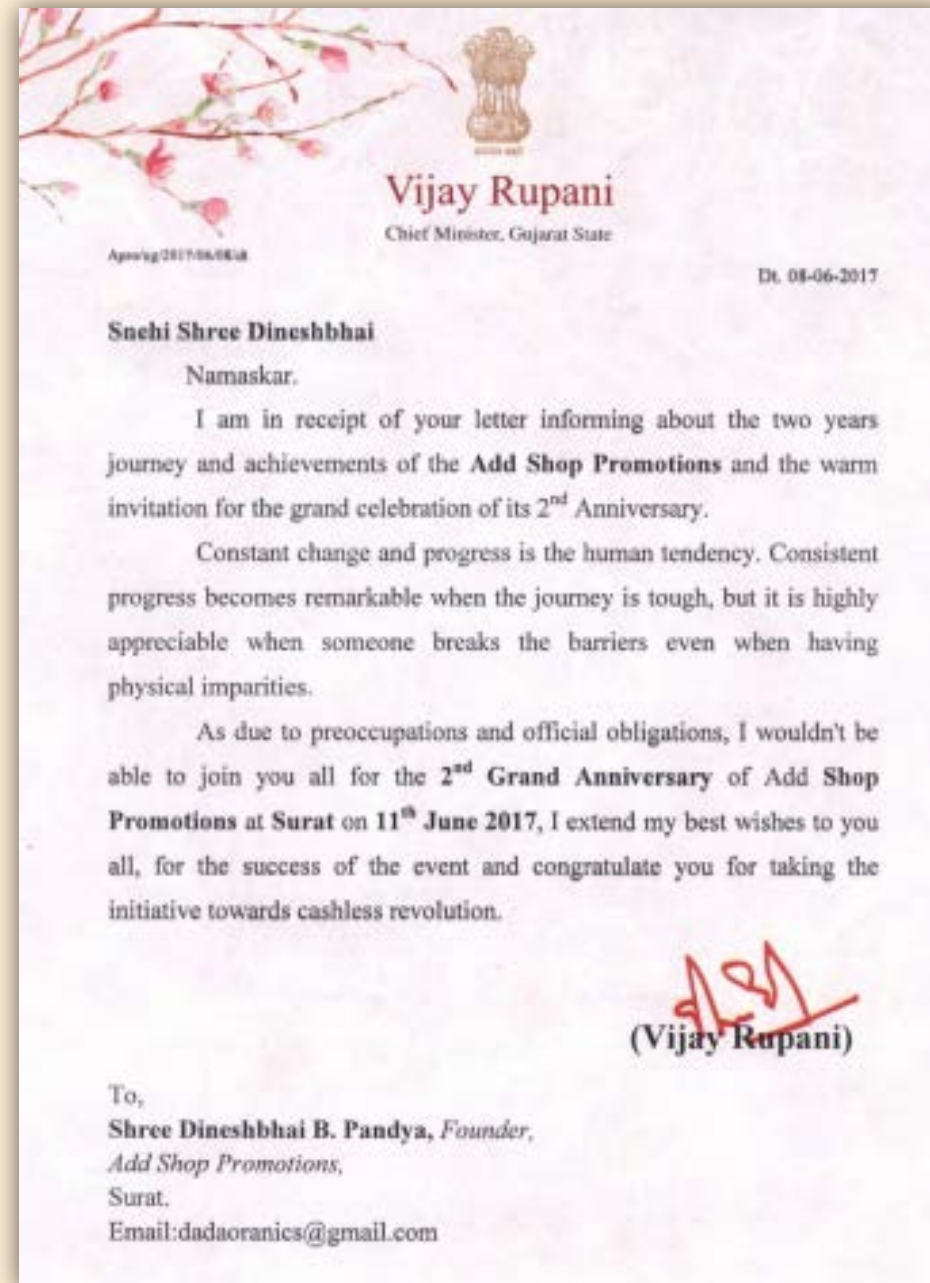 Vijay Rupani
Chief Minister, Gujarat State
Dt. 08-06-2017
Snehi Shree Dineshbhai
Namaskar.
I am in receipt of your letter informing about the two years
journey and achievements of the Add Shop Promotions and the warm
invitation for the grand celebration of its 2nd Anniversary.
Constant change and progress is the human tendency. Consistent
progress becomes remarkable when the journey is tough, but it is highly
appreciable when someone breaks the barriers even when having
physical imparities.
As due to preoccupations and official obligations, I wouldn't be
able to join you all for the 2nd Grand Anniversary of Add Shop
Promotions at Surat on 11th June 2017, I extend my best wishes to you
all, for the success of the event and congratulate you for taking the
initiative towards cashless revolution.
(Vijay Rupani)
To,
Shree Dineshbhai B. Pandya, Founder,
Add Shop Promotions,
Surat.
Email:dadaoranics@gmail.com